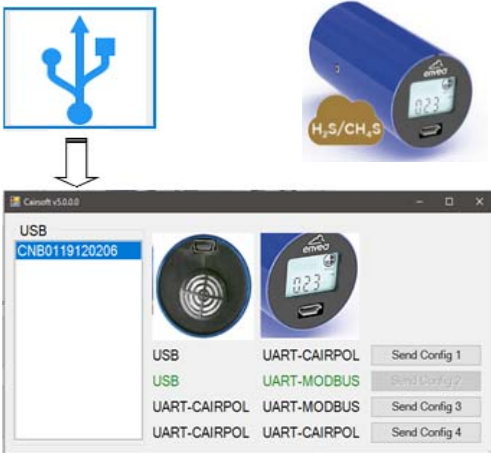 envea
023
H₂S/CH₄S
Cairsoft v5.0.0.0
USB
CNB0119120206
envea
023
USB UART-CAIRPOL Send Config 1
USB UART-MODBUS Send Config 2
UART-CAIRPOL UART-MODBUS Send Config 3
UART-CAIRPOL UART-CAIRPOL Send Config 4